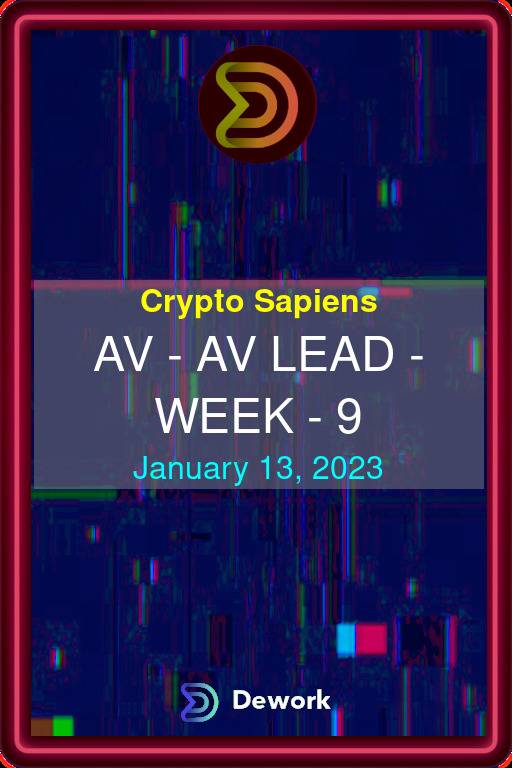 Crypto Sapiens
AV - AV LEAD -
WEEK - 9
January 13, 2023
Dework